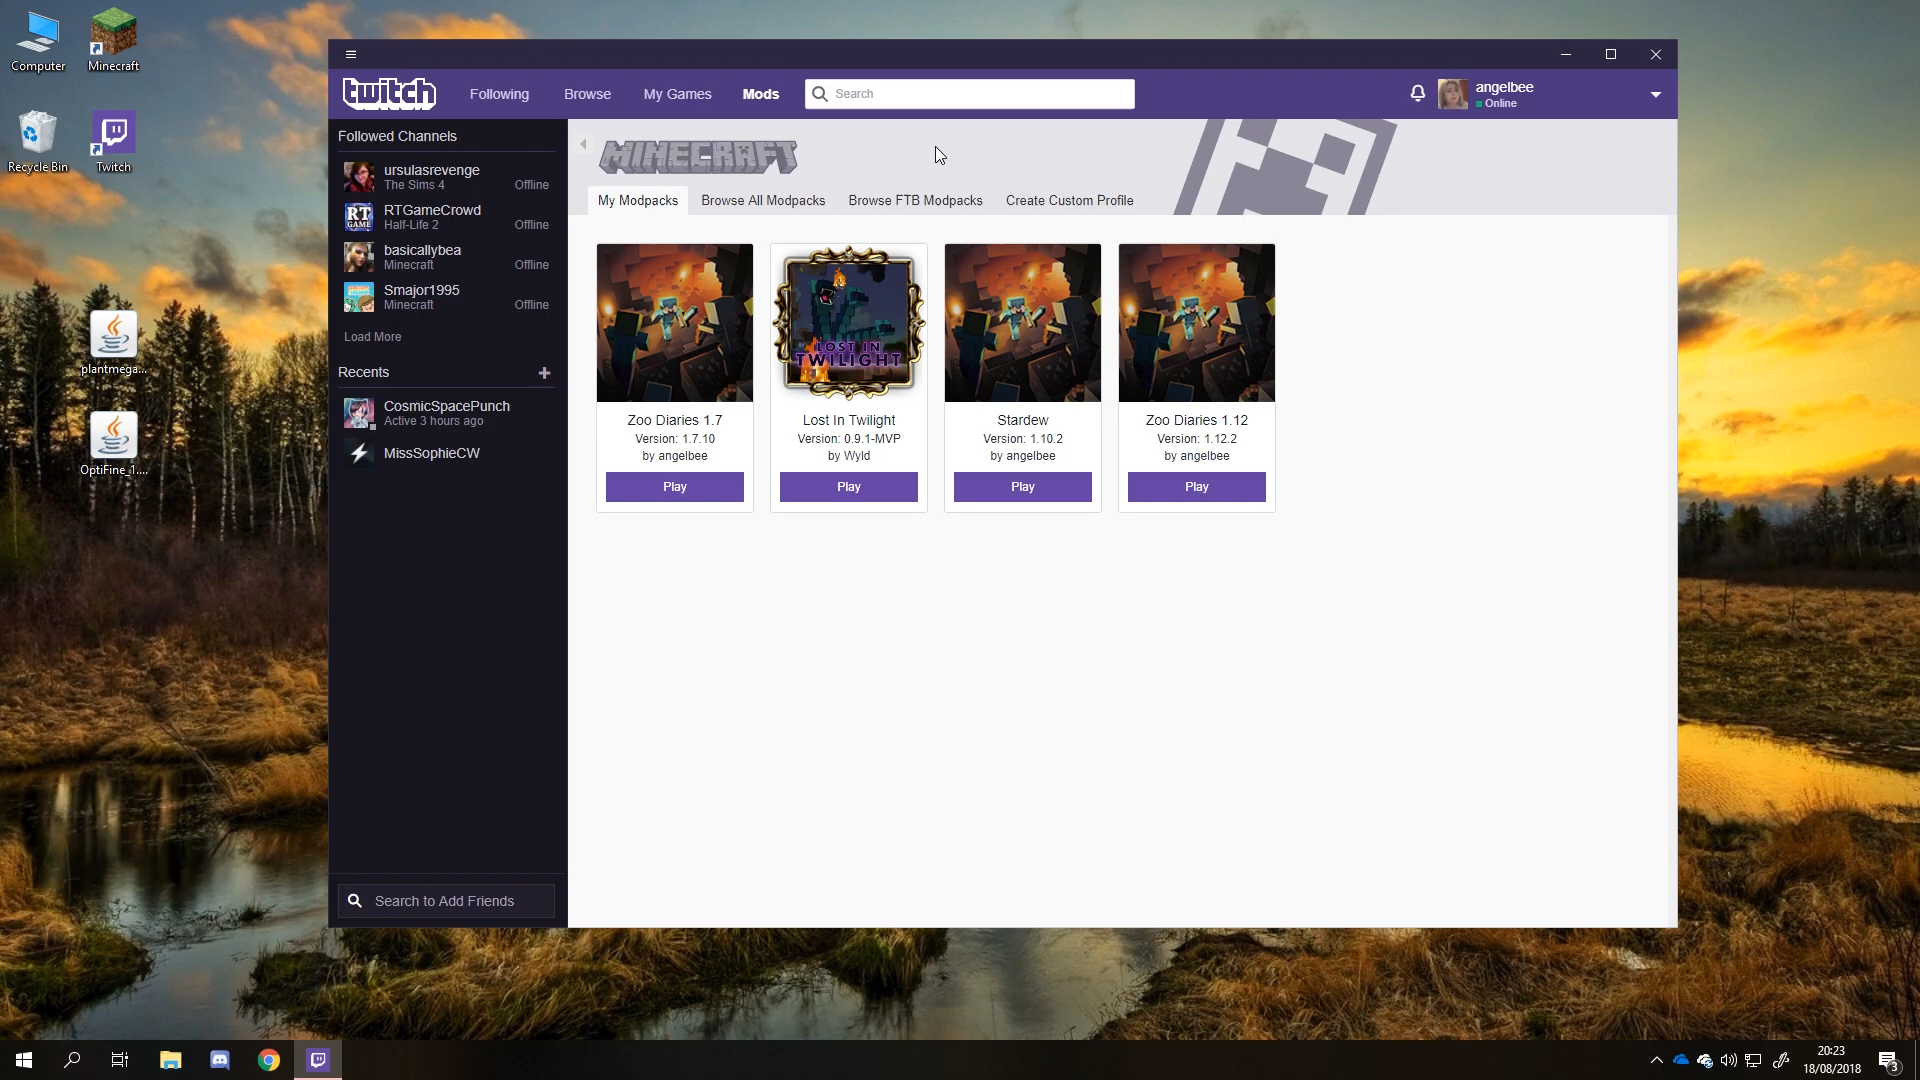 Computer
Minecraft
Recycle Bin
Twitch
plantmega...
OptiFine_1....
twitch
Following
Browse
My Games
Mods
Search
angelbee
Online
Followed Channels
ursulasrevenge
The Sims 4
Offline
RT GAME
RTGameCrowd
Half-Life 2
Offline
basicallybea
Minecraft
Offline
Smajor1995
Minecraft
Offline
Load More
Recents
CosmicSpacePunch
Active 3 hours ago
MissSophieCW
Search to Add Friends
MINECRAFT
My Modpacks
Browse All Modpacks
Browse FTB Modpacks
Create Custom Profile
Zoo Diaries 1.7
Version: 1.7.10
by angelbee
Play
LOST IN
TWILIGHT
Lost In Twilight
Version: 0.9.1-MVP
by Wyld
Play
Stardew
Version: 1.10.2
by angelbee
Play
Zoo Diaries 1.12
Version: 1.12.2
by angelbee
Play
20:23
18/08/2018
3